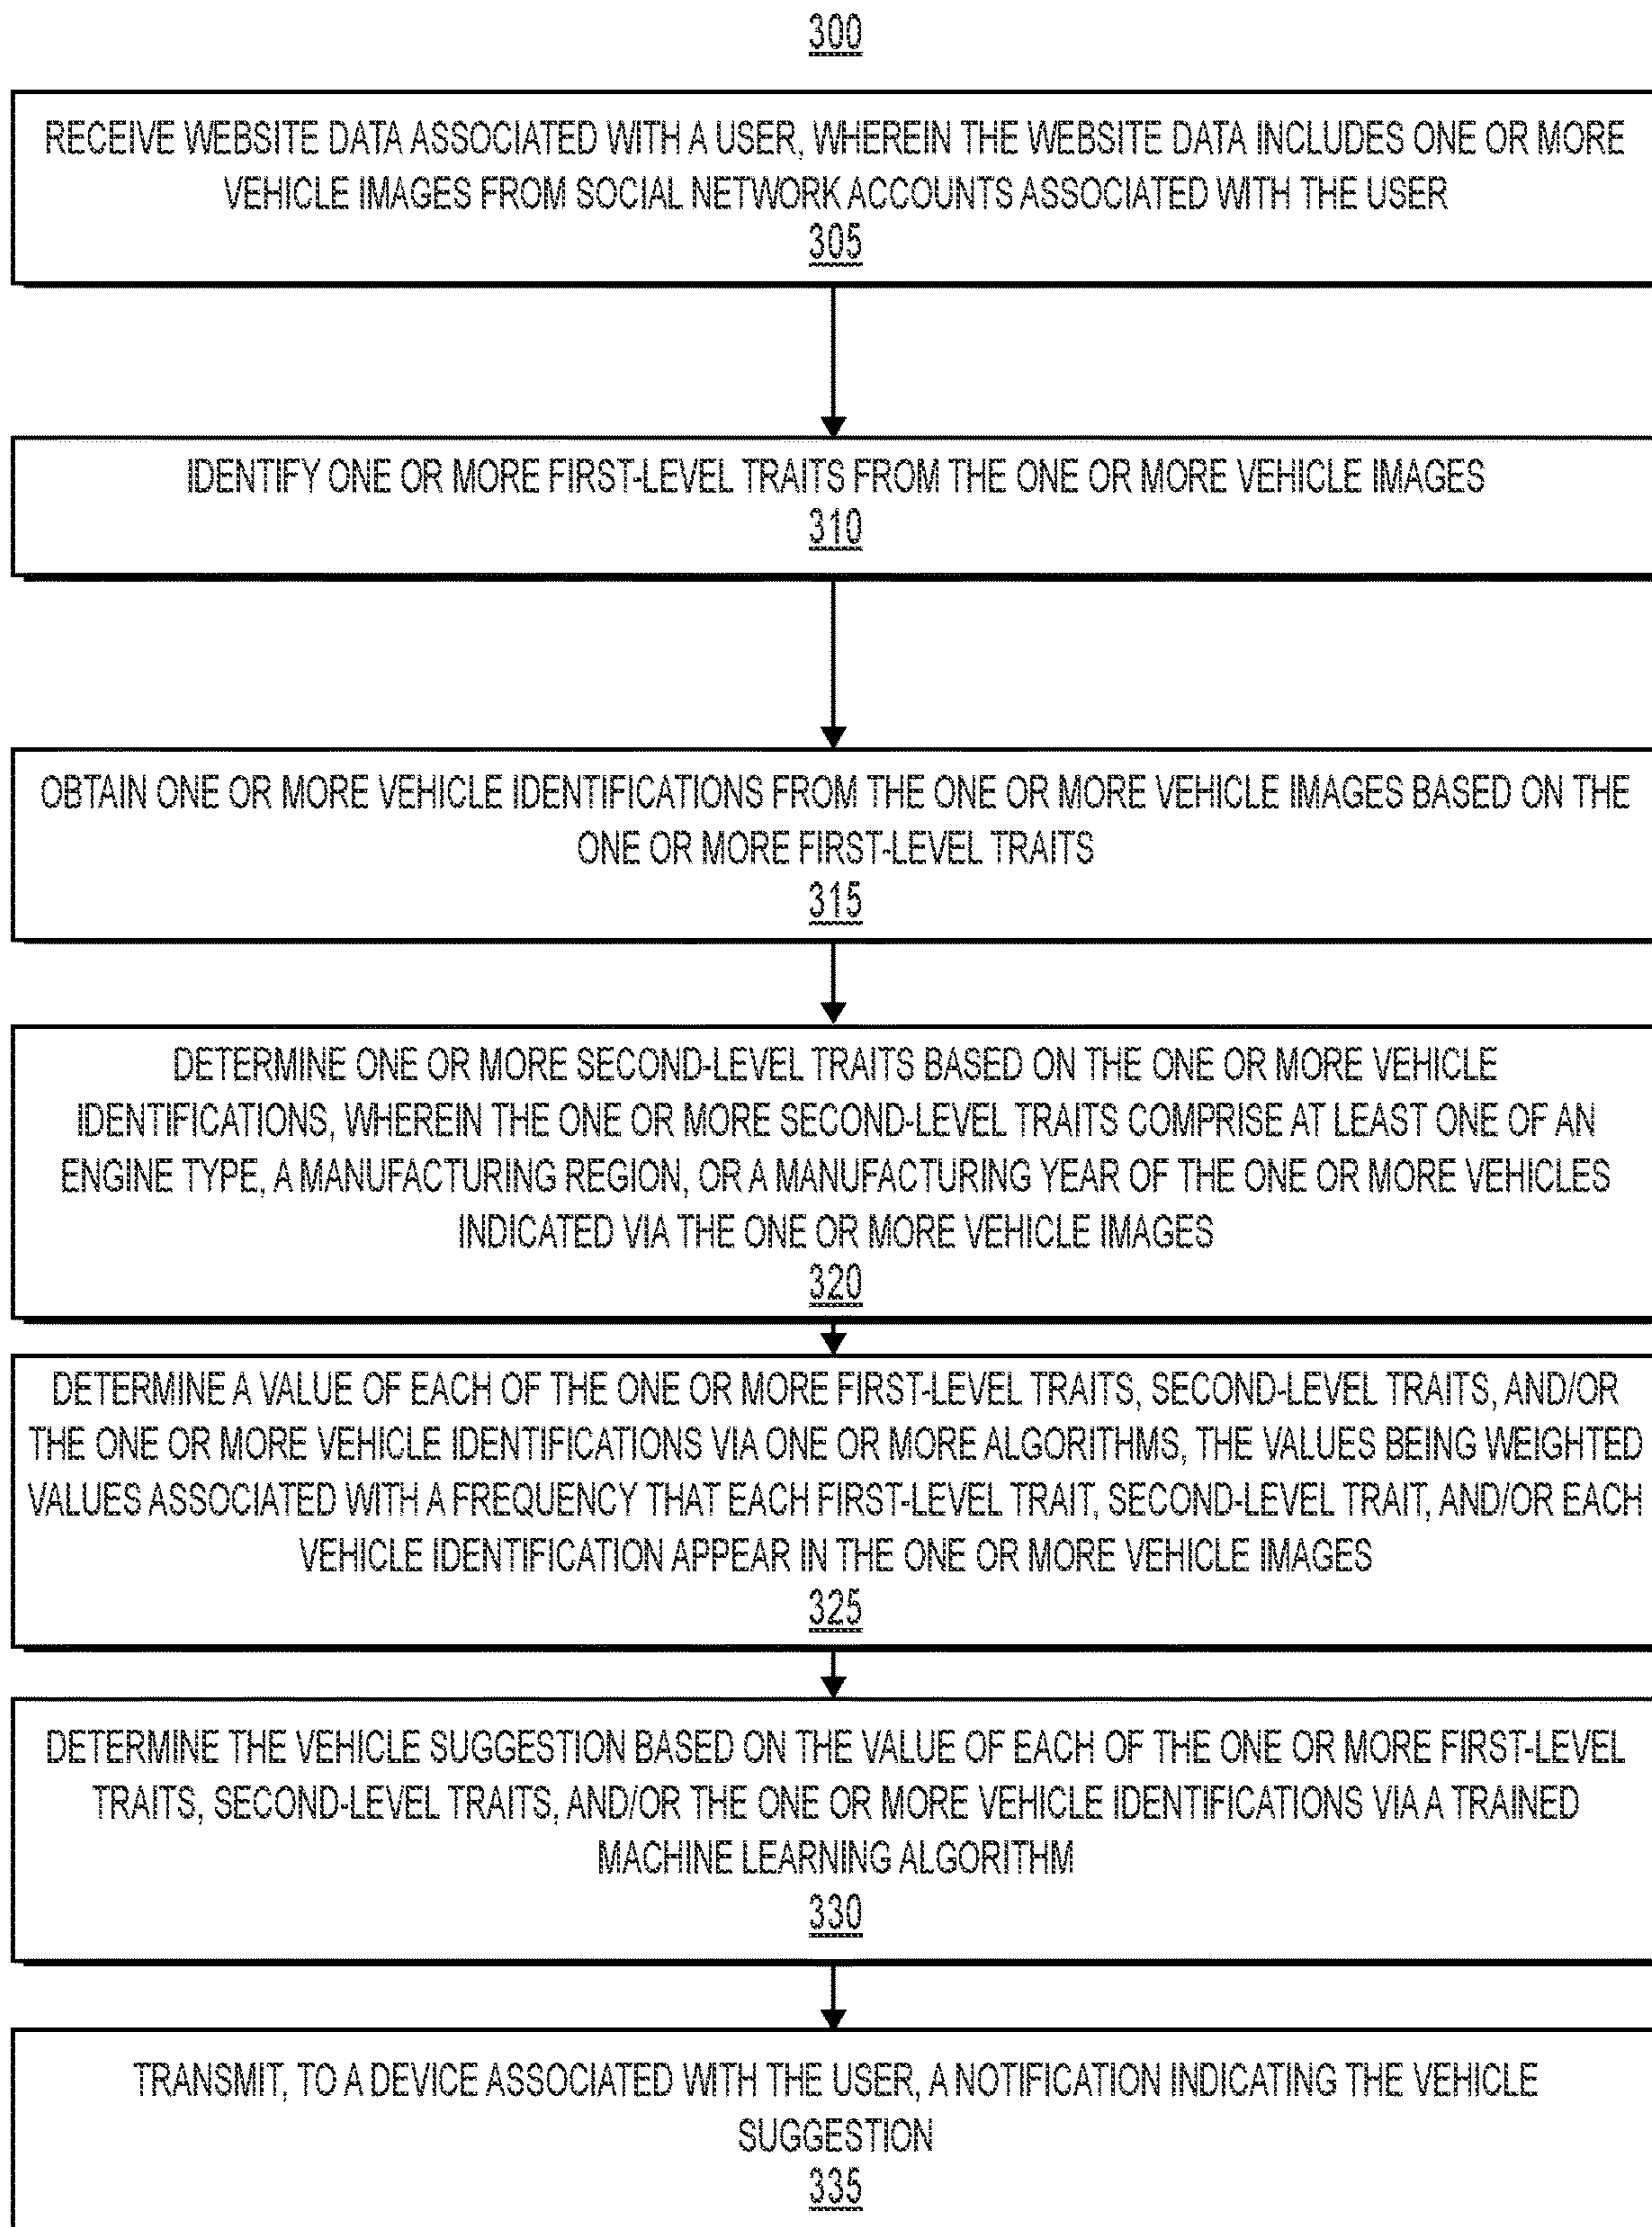 300
RECEIVE WEBSITE DATA ASSOCIATED WITH A USER, WHEREIN THE WEBSITE DATA INCLUDES ONE OR MORE
VEHICLE IMAGES FROM SOCIAL NETWORK ACCOUNTS ASSOCIATED WITH THE USER
305
IDENTIFY ONE OR MORE FIRST-LEVEL TRAITS FROM THE ONE OR MORE VEHICLE IMAGES
310
OBTAIN ONE OR MORE VEHICLE IDENTIFICATIONS FROM THE ONE OR MORE VEHICLE IMAGES BASED ON THE
ONE OR MORE FIRST-LEVEL TRAITS
315
DETERMINE ONE OR MORE SECOND-LEVEL TRAITS BASED ON THE ONE OR MORE VEHICLE
IDENTIFICATIONS, WHEREIN THE ONE OR MORE SECOND-LEVEL TRAITS COMPRISE AT LEAST ONE OF AN
ENGINE TYPE, A MANUFACTURING REGION, OR A MANUFACTURING YEAR OF THE ONE OR MORE VEHICLES
INDICATED VIA THE ONE OR MORE VEHICLE IMAGES
320
DETERMINE A VALUE OF EACH OF THE ONE OR MORE FIRST-LEVEL TRAITS, SECOND-LEVEL TRAITS, AND/OR
THE ONE OR MORE VEHICLE IDENTIFICATIONS VIA ONE OR MORE ALGORITHMS, THE VALUES BEING WEIGHTED
VALUES ASSOCIATED WITH A FREQUENCY THAT EACH FIRST-LEVEL TRAIT, SECOND-LEVEL TRAIT, AND/OR EACH
VEHICLE IDENTIFICATION APPEAR IN THE ONE OR MORE VEHICLE IMAGES
325
DETERMINE THE VEHICLE SUGGESTION BASED ON THE VALUE OF EACH OF THE ONE OR MORE FIRST-LEVEL
TRAITS, SECOND-LEVEL TRAITS, AND/OR THE ONE OR MORE VEHICLE IDENTIFICATIONS VIA A TRAINED
MACHINE LEARNING ALGORITHM
330
TRANSMIT, TO A DEVICE ASSOCIATED WITH THE USER, A NOTIFICATION INDICATING THE VEHICLE
SUGGESTION
335